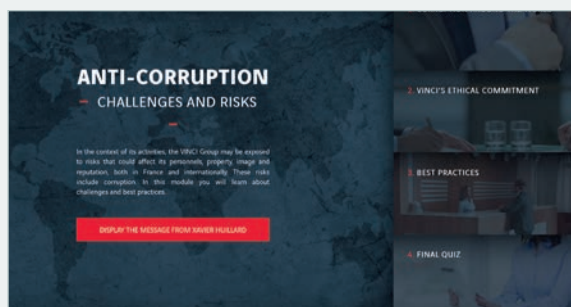 ANTI-CORRUPTION
CHALLENGES AND RISKS
In the context of its activities, the VINCI Group may be exposed
to risks that could affect its personnels, property, image and
reputation, both in France and internationally. These risks
include corruption. In this module you will learn about
challenges and best practices.
DISPLAY THE MESSAGE FROM XAVIER HUILLARD
2. VINCI'S ETHICAL COMMITMENT
3. BEST PRACTICES
4. FINAL QUIZ